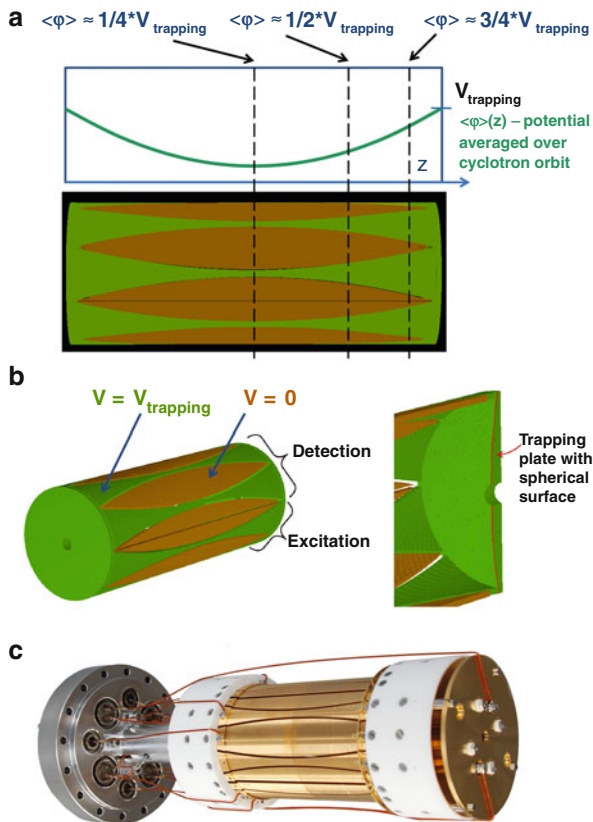 a
<φ> ≈ 1/4*V trapping
<φ> ≈ 1/2*V trapping
<φ> ≈ 3/4*V trapping
V trapping
<φ>(z) – potential
averaged over
cyclotron orbit
z
b
V = V trapping
V = 0
Detection
Excitation
Trapping
plate with
spherical
surface
c